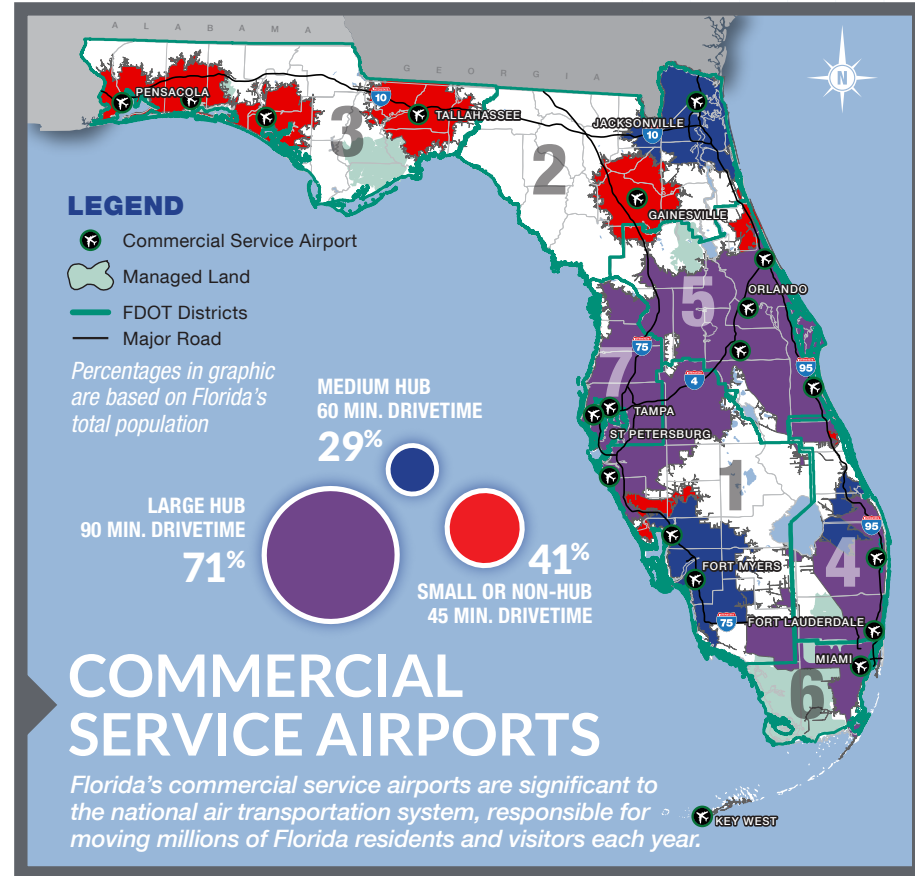 ALABAMA
GEORGIA
N
PENSACOLA
10
TALLAHASSEE
3
JACKSONVILLE
10
2
GAINESVILLE
LEGEND
Commercial Service Airport
Managed Land
FDOT Districts
Major Road
Percentages in graphic
are based on Florida's
total population
ORLANDO
5
75
7
4
95
TAMPA
ST PETERSBURG
1
MEDIUM HUB
60 MIN. DRIVETIME
29%
LARGE HUB
90 MIN. DRIVETIME
71%
41%
SMALL OR NON-HUB
45 MIN. DRIVETIME
95
4
FORT MYERS
75
FORT LAUDERDALE
MIAMI
6
COMMERCIAL
SERVICE AIRPORTS
Florida's commercial service airports are significant to
the national air transportation system, responsible for
moving millions of Florida residents and visitors each year.
KEY WEST